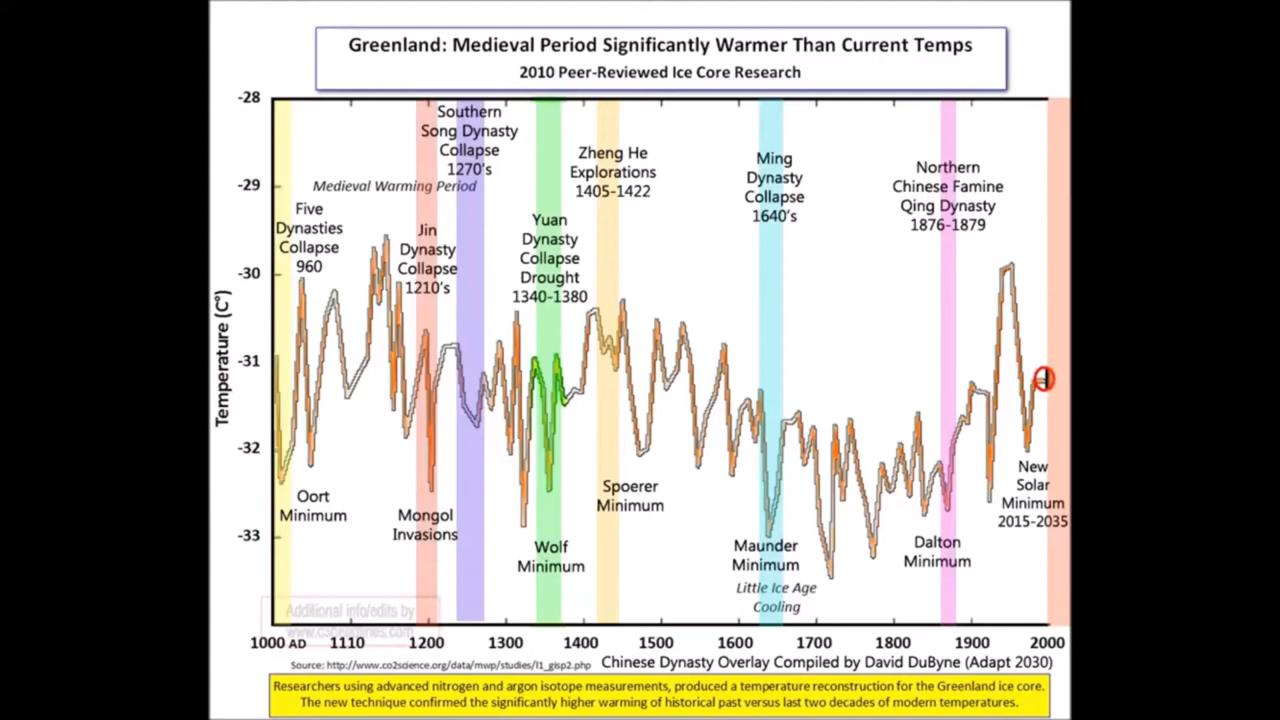 Greenland: Medieval Period Significantly Warmer Than Current Temps
2010 Peer-Reviewed Ice Core Research
-28
-29
-30
-31
-32
-33
Temperature (C°)
Southern
Song Dynasty
Collapse
1270's
Medieval Warming Period
Five
Dynasties
Collapse
960
Jin
Dynasty
Collapse
1210's
Yuan
Dynasty
Collapse
Drought
1340-1380
Zheng He
Explorations
1405-1422
Ming
Dynasty
Collapse
1640's
Northern
Chinese Famine
Qing Dynasty
1876-1879
Oort
Minimum
Mongol
Invasions
Wolf
Minimum
Spoerer
Minimum
Maunder
Minimum
Little Ice Age
Cooling
Dalton
Minimum
New
Solar
Minimum
2015-2035
Additional info/edits by
1000 AD 1100 1200 1300 1400 1500 1600 1700 1800 1900 2000
Source: http://www.co2science.org/data/mwp/studies/l1_gisp2.php
Chinese Dynasty Overlay Compiled by David DuByne (Adapt 2030)
Researchers using advanced nitrogen and argon isotope measurements, produced a temperature reconstruction for the Greenland ice core.
The new technique confirmed the significantly higher warming of historical past versus last two decades of modern temperatures.